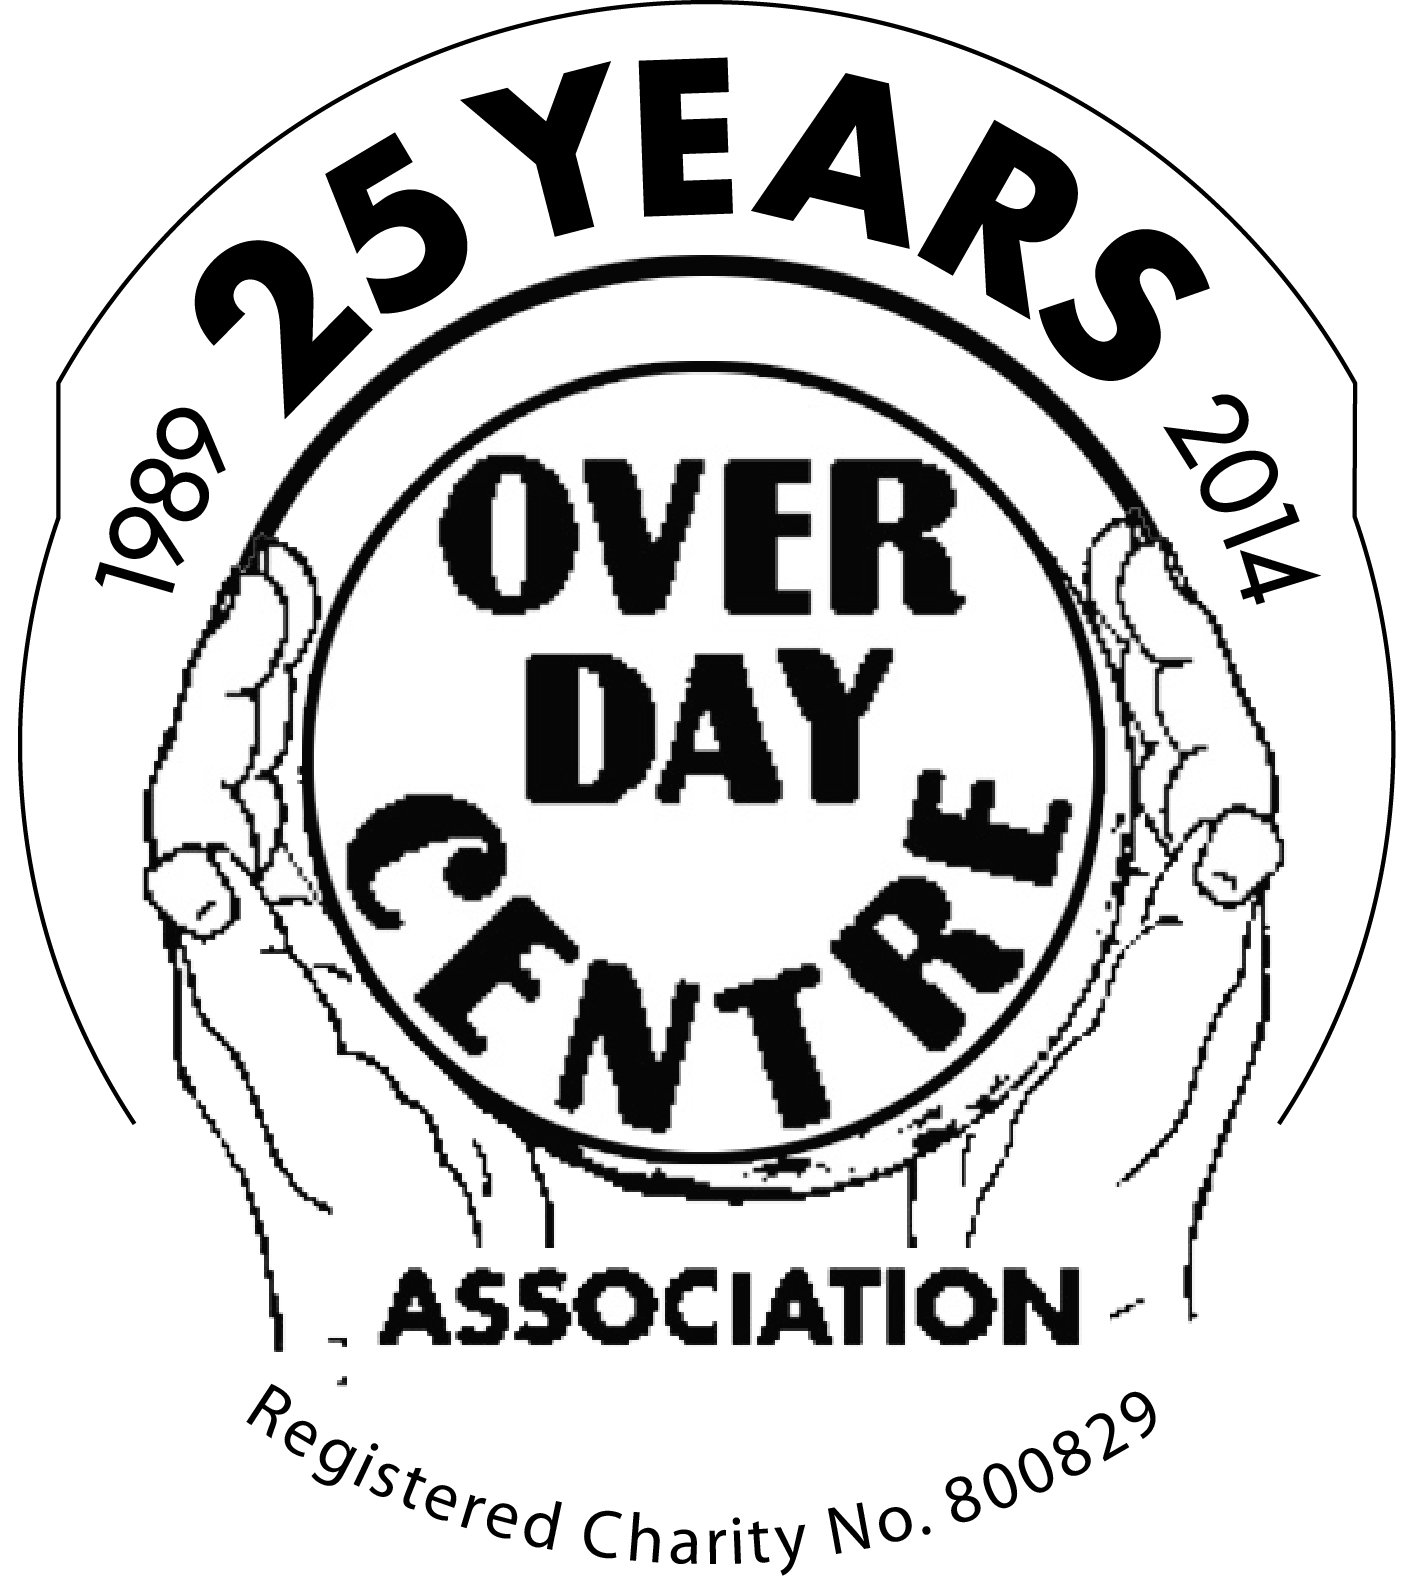 25 YEARS
1989
2014
OVER
DAY
CENTRE
ASSOCIATION
Registered Charity No. 800829